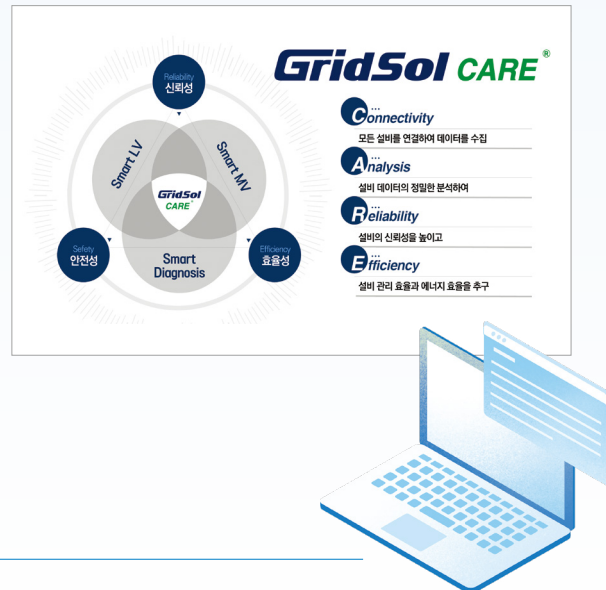 Reliability
신뢰성
Smart LV
Smart MV
GridSol
CARE
Sefety
안전성
Smart
Diagnosis
Efficiency
효율성
GridSol CARE®
Connectivity
모든 설비를 연결하여 데이터를 수집
Analysis
설비 데이터의 정밀한 분석하여
Reliability
설비의 신뢰성을 높이고
Efficiency
설비 관리 효율과 에너지 효율을 추구